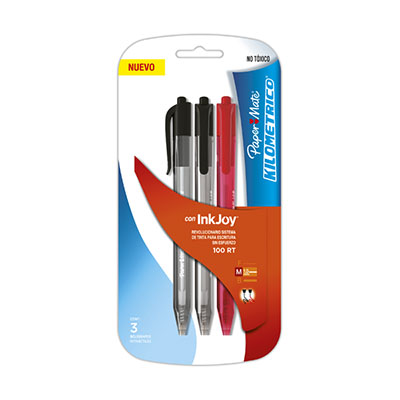 NUEVO
NO TÓXICO
Paper Mate
KILOMETRICO
con InkJoy
REVOLUCIONARIO SISTEMA
DE TINTA PARA ESCRITURA
SIN ESFUERZO
100 RT
M
3